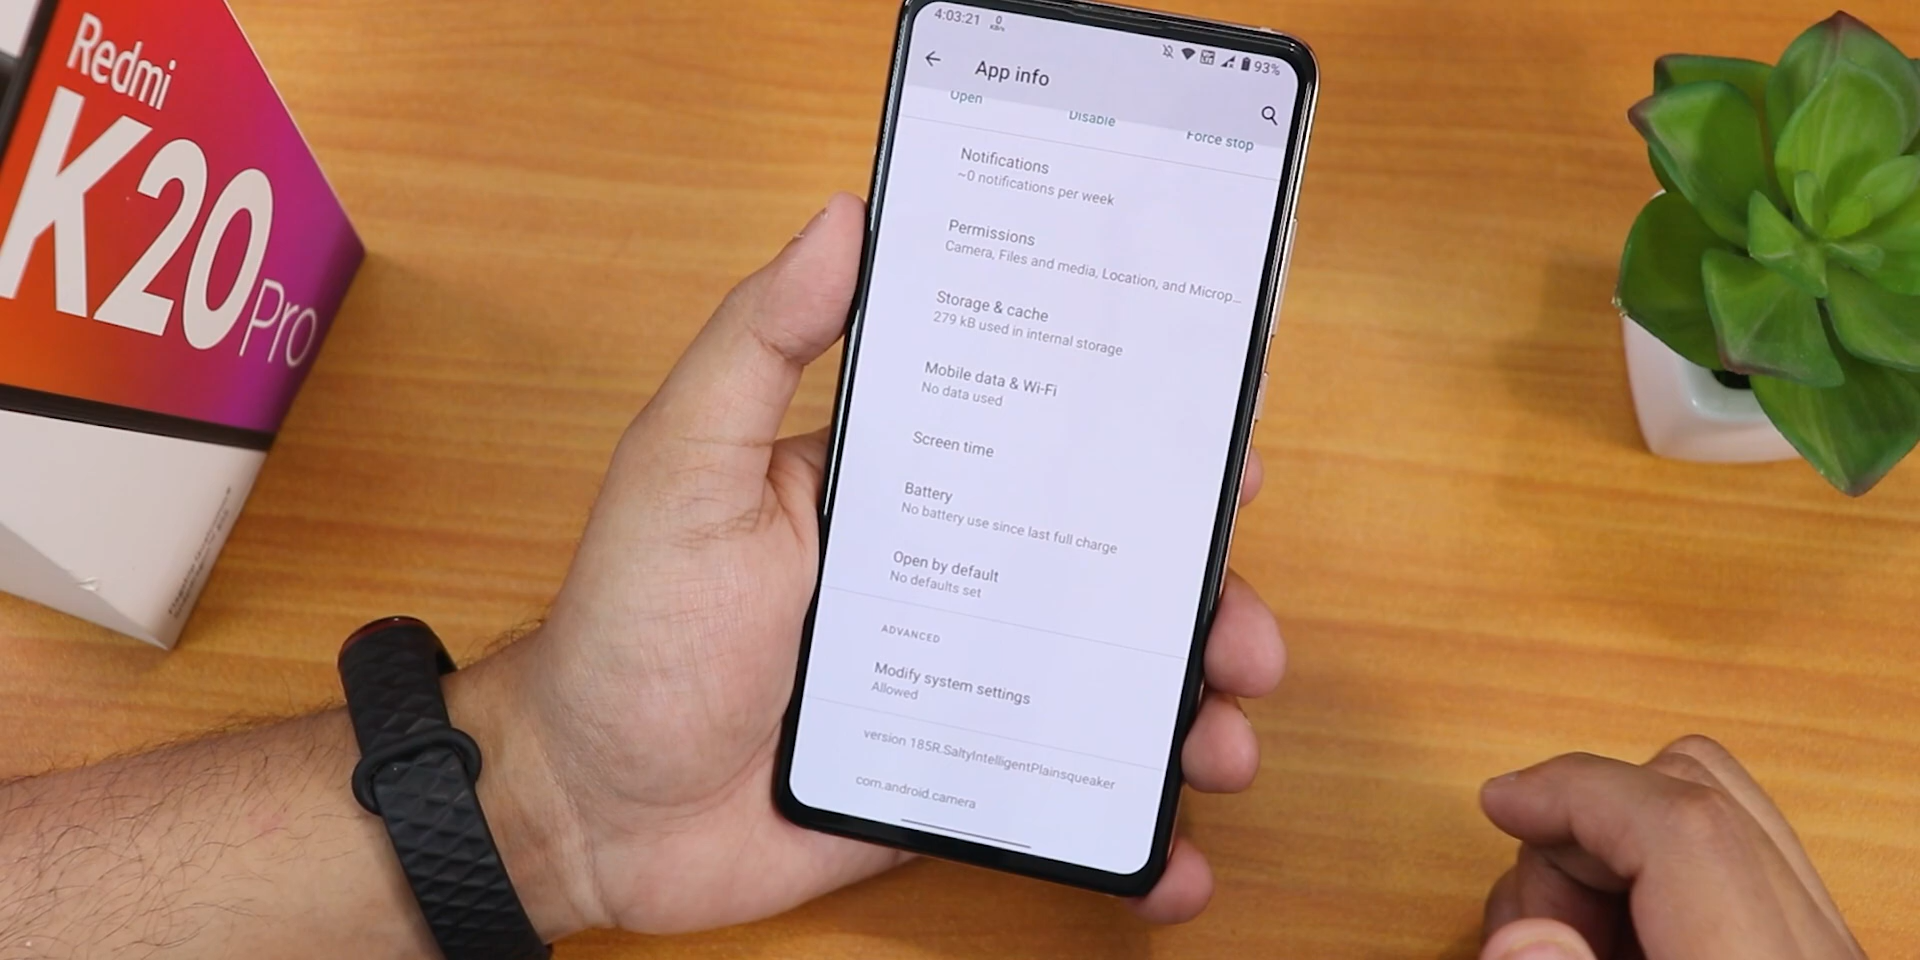 Redmi
K20 Pro
4:03:21 0
KB/s
93%
App info
Open
Disable
Force stop
Notifications
~0 notifications per week
Permissions
Camera, Files and media, Location, and Microp...
Storage & cache
279 kB used in internal storage
Mobile data & Wi-Fi
No data used
Screen time
Battery
No battery use since last full charge
Open by default
No defaults set
ADVANCED
Modify system settings
Allowed
version 185R.SaltyIntelligentPlainsqueaker
com.android.camera